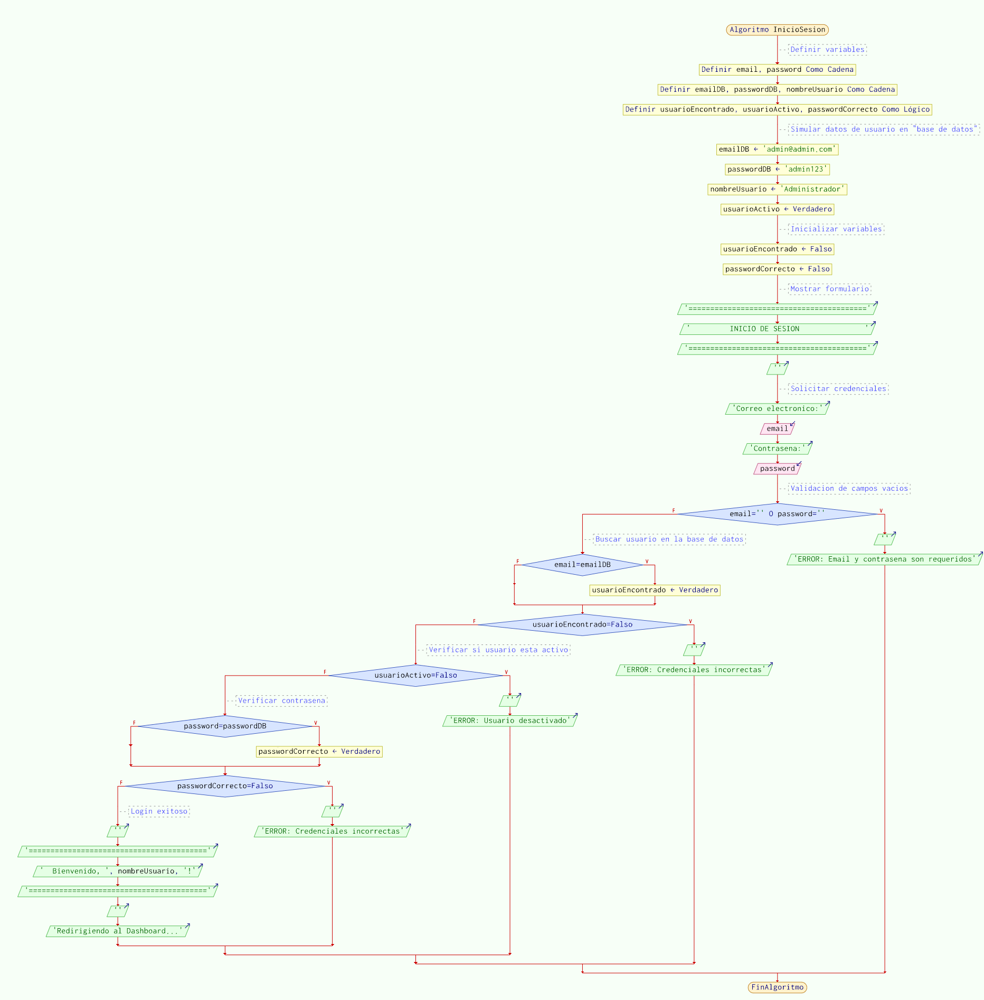 Algoritmo InicioSesion
Definir variables
Definir email, password Como Cadena
Definir emailDB, passwordDB, nombreUsuario Como Cadena
Definir usuarioEncontrado, usuarioActivo, passwordCorrecto Como Lógico
Simular datos de usuario en "base de datos"
emailDB ← 'admin@admin.com'
passwordDB ← 'admin123'
nombreUsuario ← 'Administrador'
usuarioActivo ← Verdadero
Inicializar variables
usuarioEncontrado ← Falso
passwordCorrecto ← Falso
Mostrar formulario
'========================================='
'         INICIO DE SESION               '
'========================================='
''
Solicitar credenciales
'Correo electronico:'
email
'Contrasena:'
password
Validacion de campos vacios
F
email='' O password=''
V
''
'ERROR: Email y contrasena son requeridos'
Buscar usuario en la base de datos
F
email=emailDB
V
usuarioEncontrado ← Verdadero
F
usuarioEncontrado=Falso
V
''
'ERROR: Credenciales incorrectas'
Verificar si usuario esta activo
F
usuarioActivo=Falso
V
''
'ERROR: Usuario desactivado'
Verificar contrasena
F
password=passwordDB
V
passwordCorrecto ← Verdadero
F
passwordCorrecto=Falso
V
''
'ERROR: Credenciales incorrectas'
Login exitoso
''
'========================================='
'  Bienvenido, ', nombreUsuario, '!'
'========================================='
''
'Redirigiendo al Dashboard...'
FinAlgoritmo